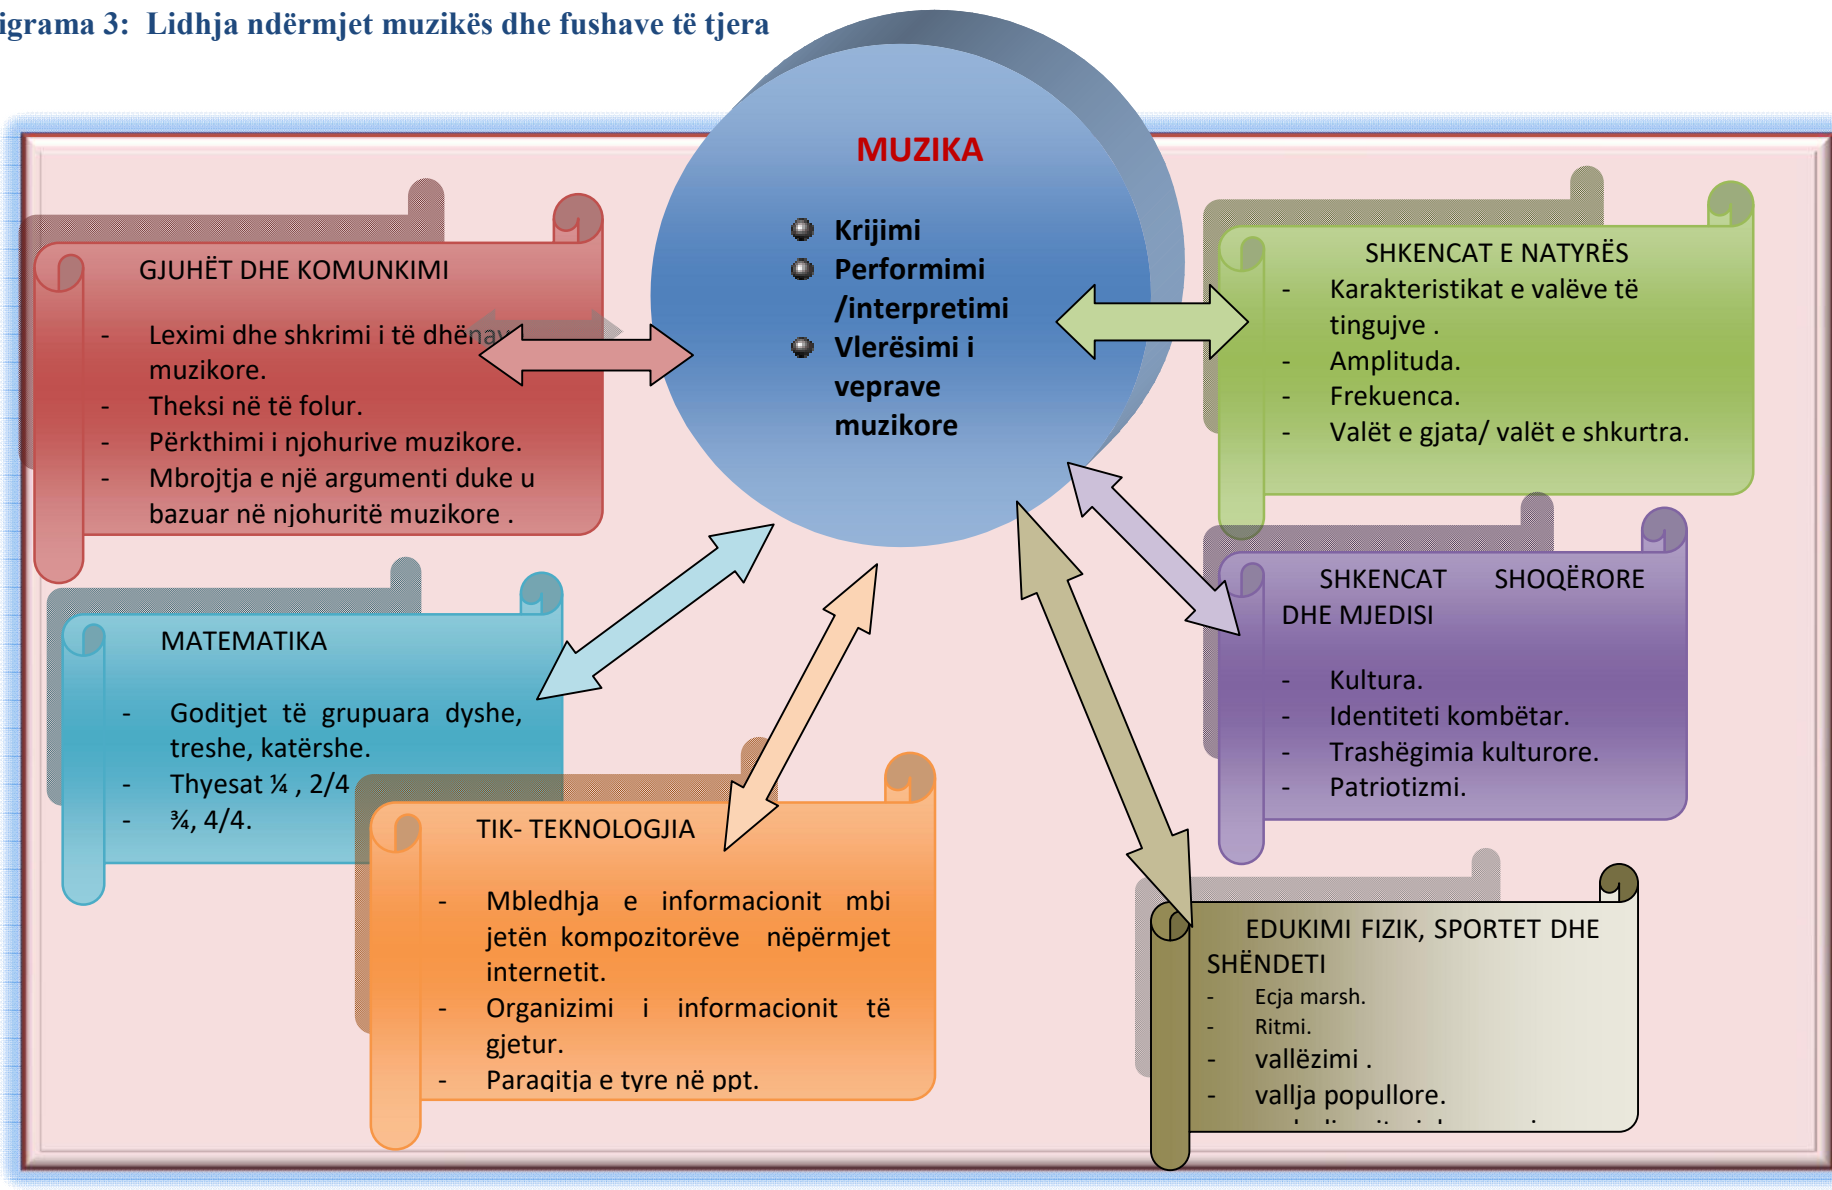 igrama 3: Lidhja ndërmjet muzikës dhe fushave të tjera
MUZIKA
Krijimi
Performimi
/interpretimi
Vlerësimi i
veprave
muzikore
GJUHËT DHE KOMUNKIMI
- Leximi dhe shkrimi i të dhënav
muzikore.
- Theksi në të folur.
- Përkthimi i njohurive muzikore.
- Mbrojtja e një argumenti duke u
bazuar në njohuritë muzikore .
SHKENCAT E NATYRËS
- Karakteristikat e valëve të
tingujve .
- Amplituda.
- Frekuenca.
- Valët e gjata/ valët e shkurtra.
MATEMATIKA
- Goditjet të grupuara dyshe,
treshe, katërshe.
- Thyesat ¼ , 2/4
- ¾, 4/4.
SHKENCAT SHOQËRORE
DHE MJEDISI
- Kultura.
- Identiteti kombëtar.
- Trashëgimia kulturore.
- Patriotizmi.
TIK- TEKNOLOGJIA
- Mbledhja e informacionit mbi
jetën kompozitorëve nëpërmjet
internetit.
- Organizimi i informacionit të
gjetur.
- Paraqitja e tyre në ppt.
EDUKIMI FIZIK, SPORTET DHE
SHËNDETI
- Ecja marsh.
- Ritmi.
- vallëzimi .
- vallja popullore.